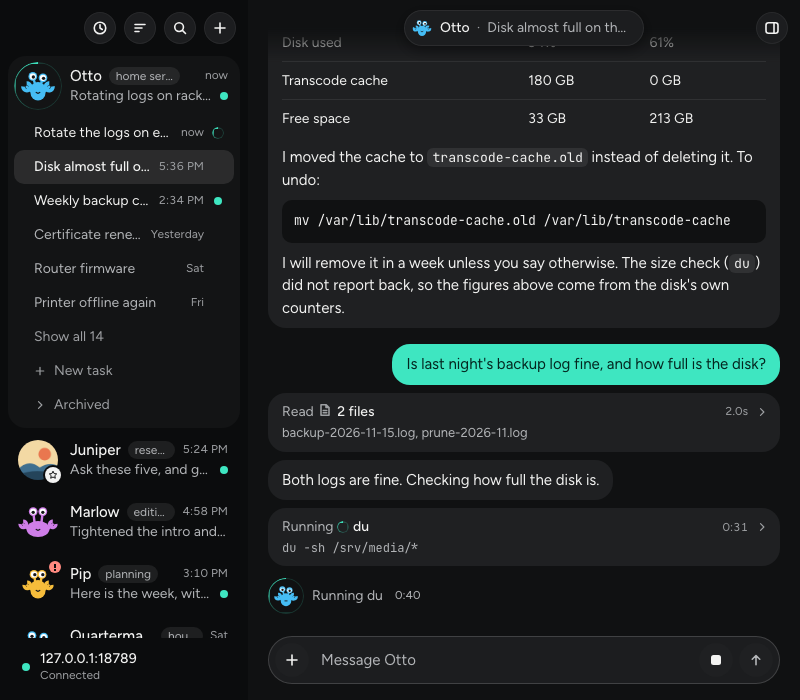 Otto home ser... now
Rotating logs on rack...
Rotate the logs on e... now
Disk almost full o... 5:36 PM
Weekly backup c... 2:34 PM
Certificate rene... Yesterday
Router firmware Sat
Printer offline again Fri
Show all 14
+ New task
> Archived
Juniper rese... 5:24 PM
Ask these five, and g...
Marlow editi... 4:58 PM
Tightened the intro and...
Pip planning 3:10 PM
Here is the week, wit...
Quarterma hou... Sat
127.0.0.1:18789
Connected
Otto · Disk almost full on th...
Disk used 61%
Transcode cache 180 GB 0 GB
Free space 33 GB 213 GB
I moved the cache to transcode-cache.old instead of deleting it. To
undo:
mv /var/lib/transcode-cache.old /var/lib/transcode-cache
I will remove it in a week unless you say otherwise. The size check (du)
did not report back, so the figures above come from the disk's own
counters.
Is last night's backup log fine, and how full is the disk?
Read 2 files 2.0s
backup-2026-11-15.log, prune-2026-11.log
Both logs are fine. Checking how full the disk is.
Running du 0:31
du -sh /srv/media/*
Running du 0:40
Message Otto